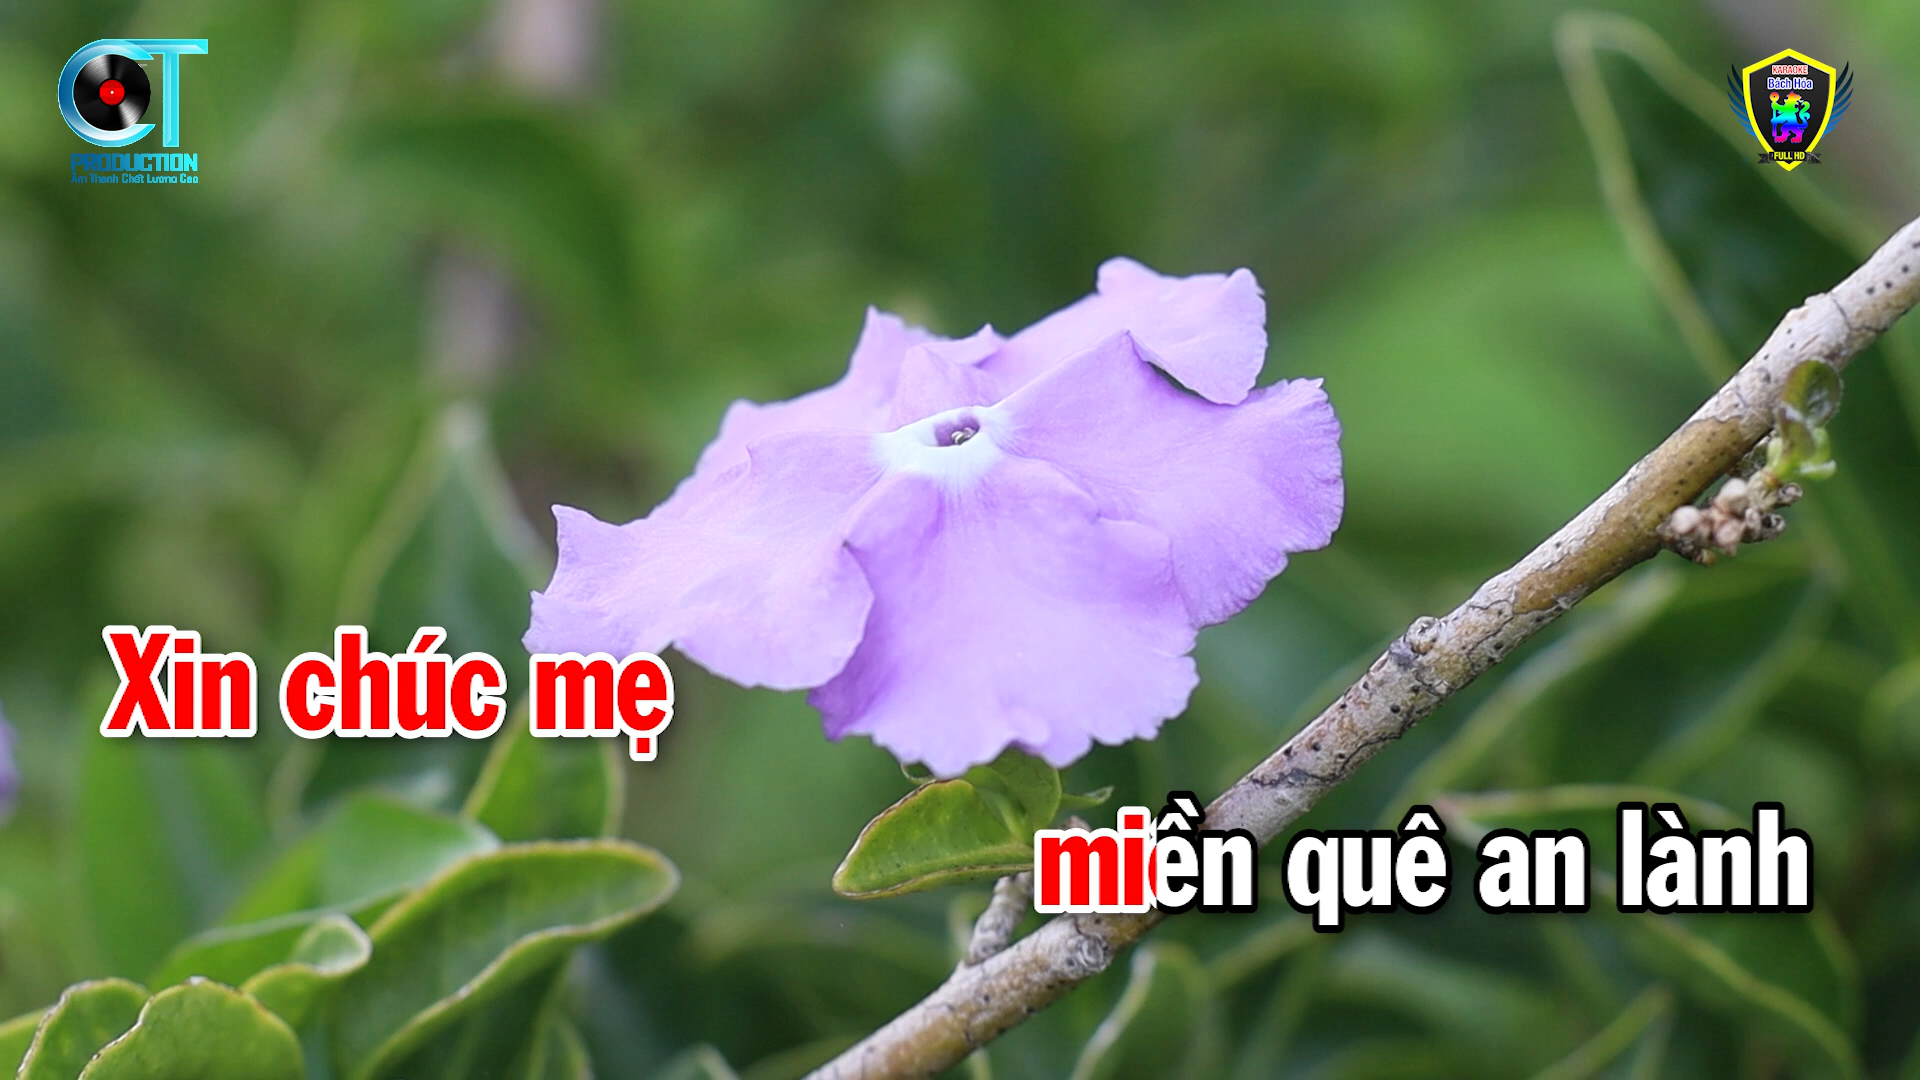 CT
PRODUCTION
Âm Thanh Chất Lượng Cao
KARAOKE
Bách Hóa
FULL HD
Xin chúc mẹ
miền quê an lành